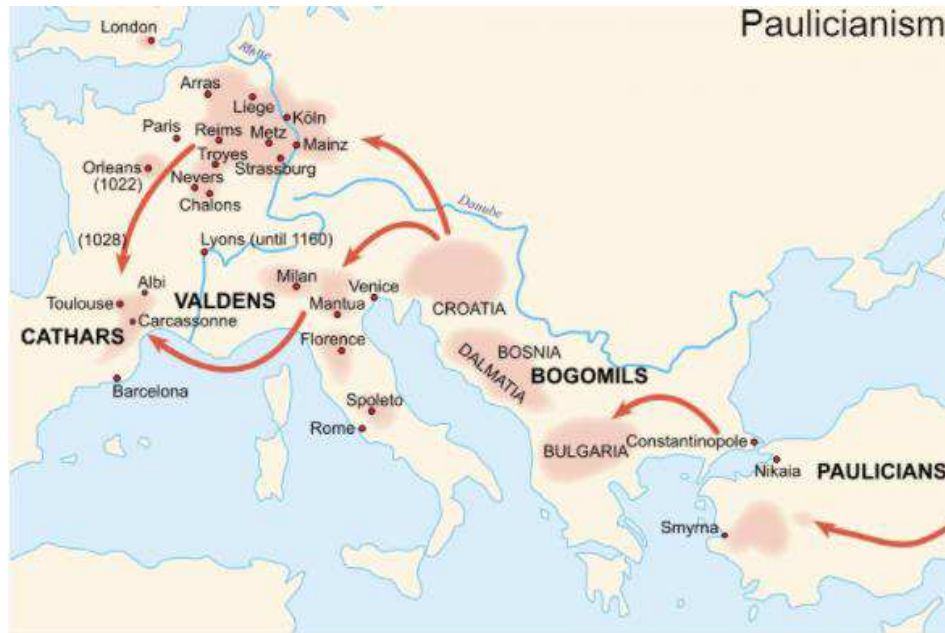 Paulicianism
London
Rhine
Arras
Liege
Köln
Paris
Reims
Metz
Mainz
Troyes
Strassburg
Orleans
(1022)
Nevers
Chalons
Danube
(1028)
Lyons (until 1160)
Albi
Milan
Venice
Toulouse
VALDENS
Mantua
CROATIA
Carcassonne
CATHARS
Florence
BOSNIA
DALMATIA
BOGOMILS
Barcelona
Spoleto
Rome
Constantinople
BULGARIA
Nikaia
PAULICIANS
Smyrna